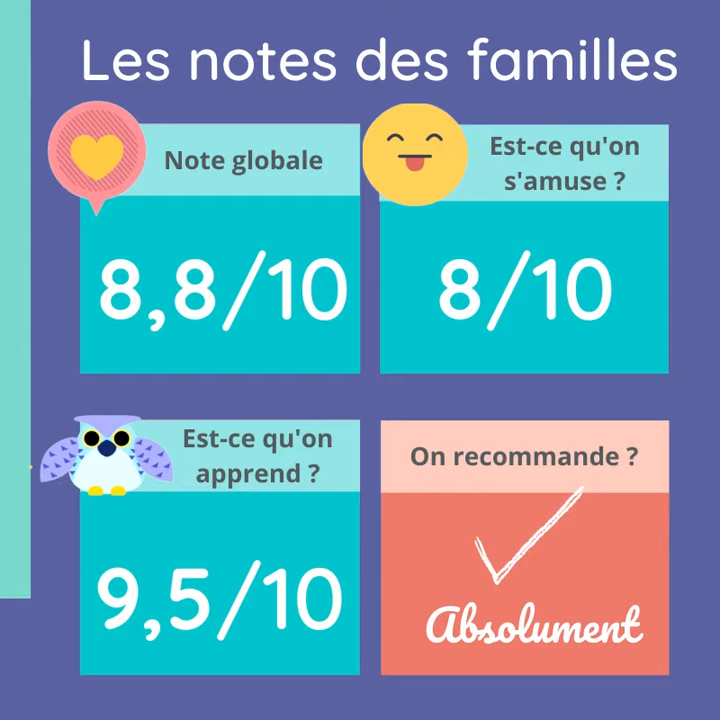 Les notes des familles
Note globale
8,8/10
Est-ce qu'on
s'amuse ?
8/10
Est-ce qu'on
apprend ?
9,5/10
On recommande ?
Absolument